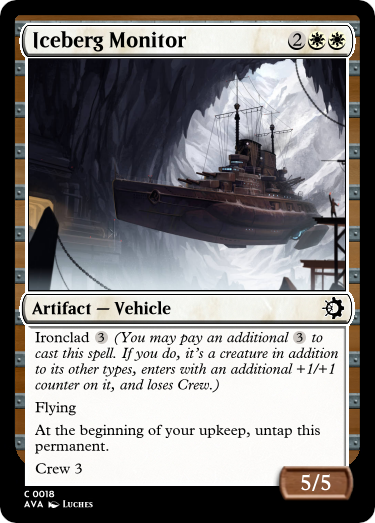 Iceberg Monitor 2
Artifact — Vehicle
Ironclad 3 (You may pay an additional 3 to
cast this spell. If you do, it's a creature in addition
to its other types, enters with an additional +1/+1
counter on it, and loses Crew.)
Flying
At the beginning of your upkeep, untap this
permanent.
Crew 3
5/5
C 0018
AVA LUCHES